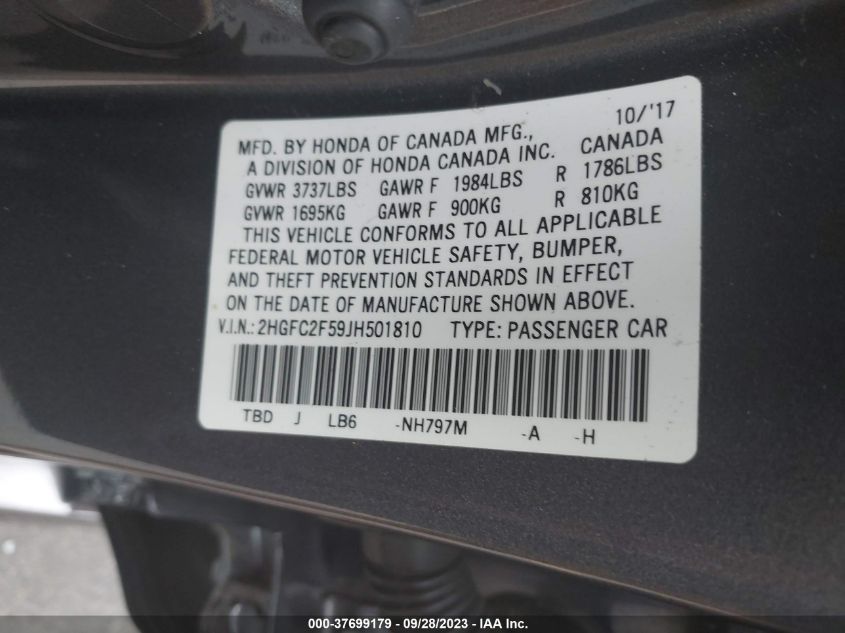 10/'17
MFD. BY HONDA OF CANADA MFG.,
A DIVISION OF HONDA CANADA INC. CANADA
GVWR 3737LBS GAWR F 1984LBS R 1786LBS
GVWR 1695KG GAWR F 900KG R 810KG
THIS VEHICLE CONFORMS TO ALL APPLICABLE
FEDERAL MOTOR VEHICLE SAFETY, BUMPER,
AND THEFT PREVENTION STANDARDS IN EFFECT
ON THE DATE OF MANUFACTURE SHOWN ABOVE.
V.I.N.: 2HGFC2F59JH501810 TYPE: PASSENGER CAR
TBD J LB6 -NH797M -A -H
000-37699179 - 09/28/2023 - IAA Inc.